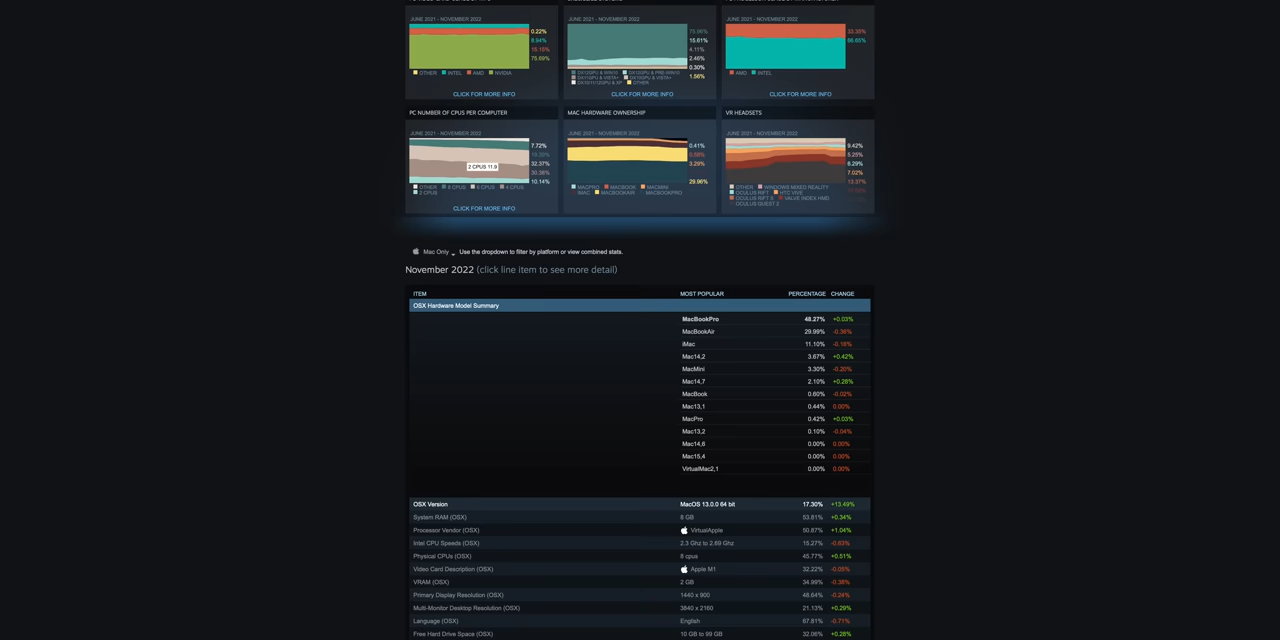 JUNE 2021 - NOVEMBER 2022 JUNE 2021 - NOVEMBER 2022 JUNE 2021 - NOVEMBER 2022
0.22%
8.94%
15.15%
75.69%
OTHER INTEL AMD NVIDIA
CLICK FOR MORE INFO
15.61%
4.11%
2.46%
0.30%
1.56%
DX12GPU & WIN10 DX12GPU & PRE-WIN10
DX11GPU & VISTA+ DX10GPU & VISTA+
DX10/11/12GPU & XP OTHER
CLICK FOR MORE INFO
AMD INTEL
CLICK FOR MORE INFO
PC NUMBER OF CPUS PER COMPUTER
JUNE 2021 - NOVEMBER 2022
7.72%
32.37%
30.38%
10.14%
2 CPUS 11.9
OTHER 8 CPUS 6 CPUS 4 CPUS
2 CPUS
CLICK FOR MORE INFO
MAC HARDWARE OWNERSHIP
JUNE 2021 - NOVEMBER 2022
0.41%
3.29%
29.96%
MACPRO MACBOOK MACMINI
IMAC MACBOOKAIR MACBOOKPRO
VR HEADSETS
JUNE 2021 - NOVEMBER 2022
9.42%
5.25%
6.29%
7.02%
13.37%
OTHER WINDOWS MIXED REALITY
OCULUS RIFT HTC VIVE
OCULUS RIFT S VALVE INDEX HMD
OCULUS QUEST 2
Mac Only Use the dropdown to filter by platform or view combined stats.
November 2022 (click line item to see more detail)
ITEM MOST POPULAR PERCENTAGE CHANGE
OSX Hardware Model Summary
MacBookPro 48.27% +0.03%
MacBookAir 29.99% -0.36%
iMac 11.10% -0.18%
Mac14,2 3.67% +0.42%
MacMini 3.30% -0.20%
Mac14,7 2.10% +0.28%
MacBook 0.60% -0.02%
Mac13,1 0.44% 0.00%
MacPro 0.42% +0.03%
Mac13,2 0.10% -0.04%
Mac14,6 0.00% 0.00%
Mac15,4 0.00% 0.00%
VirtualMac2,1 0.00% 0.00%
OSX Version MacOS 13.0.0 64 bit 17.30% +13.49%
System RAM (OSX) 8 GB 53.81% +0.34%
Processor Vendor (OSX) VirtualApple 50.87% +1.04%
Intel CPU Speeds (OSX) 2.3 Ghz to 2.69 Ghz 15.27% -0.63%
Physical CPUs (OSX) 8 cpus 45.77% +0.51%
Video Card Description (OSX) Apple M1 32.22% -0.05%
VRAM (OSX) 2 GB 34.99% -0.38%
Primary Display Resolution (OSX) 1440 x 900 48.64% -0.24%
Multi-Monitor Desktop Resolution (OSX) 3840 x 2160 21.13% +0.29%
Language (OSX) English 67.81% -0.71%
Free Hard Drive Space (OSX) 10 GB to 99 GB 32.06% +0.28%